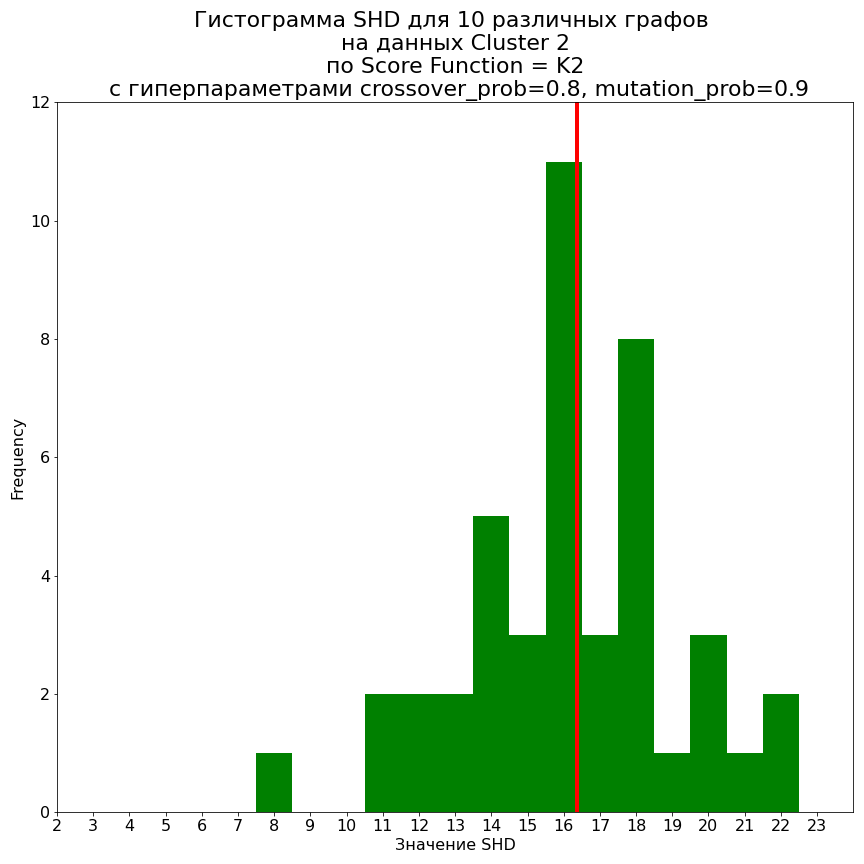 Гистограмма SHD для 10 различных графов
на данных Cluster 2
по Score Function = K2
с гиперпараметрами crossover_prob=0.8, mutation_prob=0.9
12
10
8
6
4
2
0
Frequency
2 3 4 5 6 7 8 9 10 11 12 13 14 15 16 17 18 19 20 21 22 23
Значение SHD